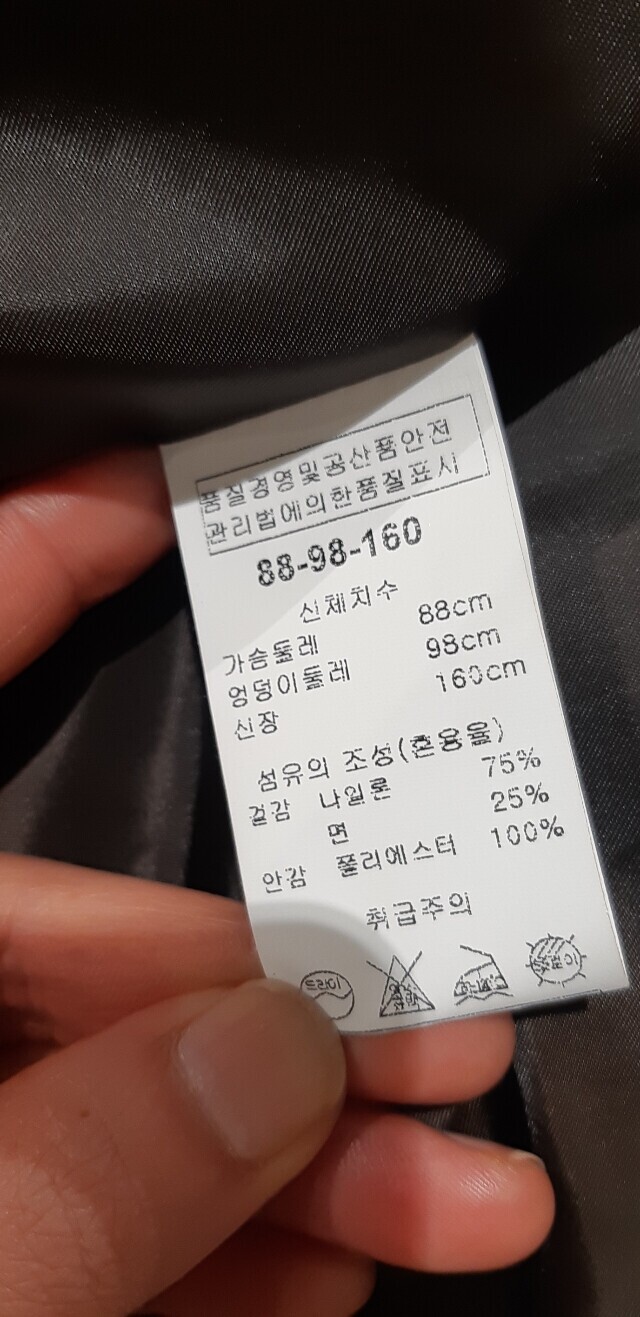 품질경영및공산품안전
관리법에의한품질표시
88-98-160
신체치수
가슴둘레 88cm
엉덩이둘레 98cm
신장 160cm
섬유의 조성(혼용율)
겉감 나일론 75%
면 25%
안감 폴리에스터 100%
취급주의
드라이